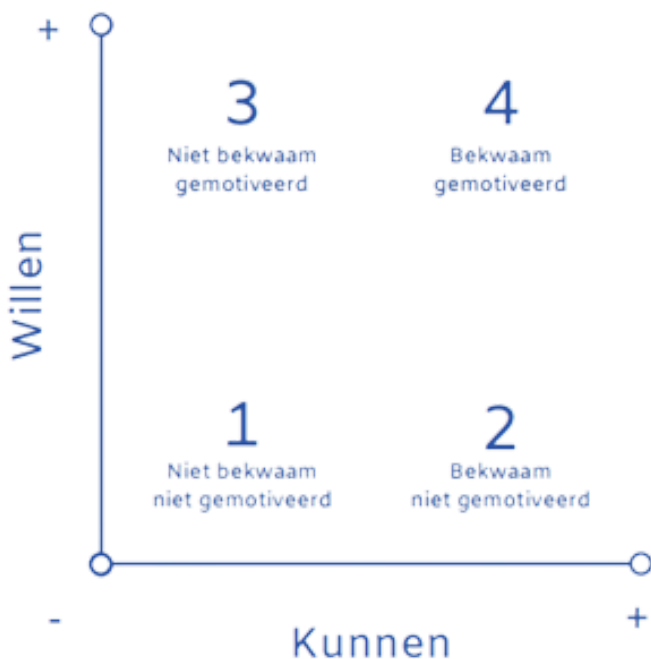 +
3
Niet bekwaam
gemotiveerd
4
Bekwaam
gemotiveerd
Willen
1
Niet bekwaam
niet gemotiveerd
2
Bekwaam
niet gemotiveerd
-
Kunnen
+